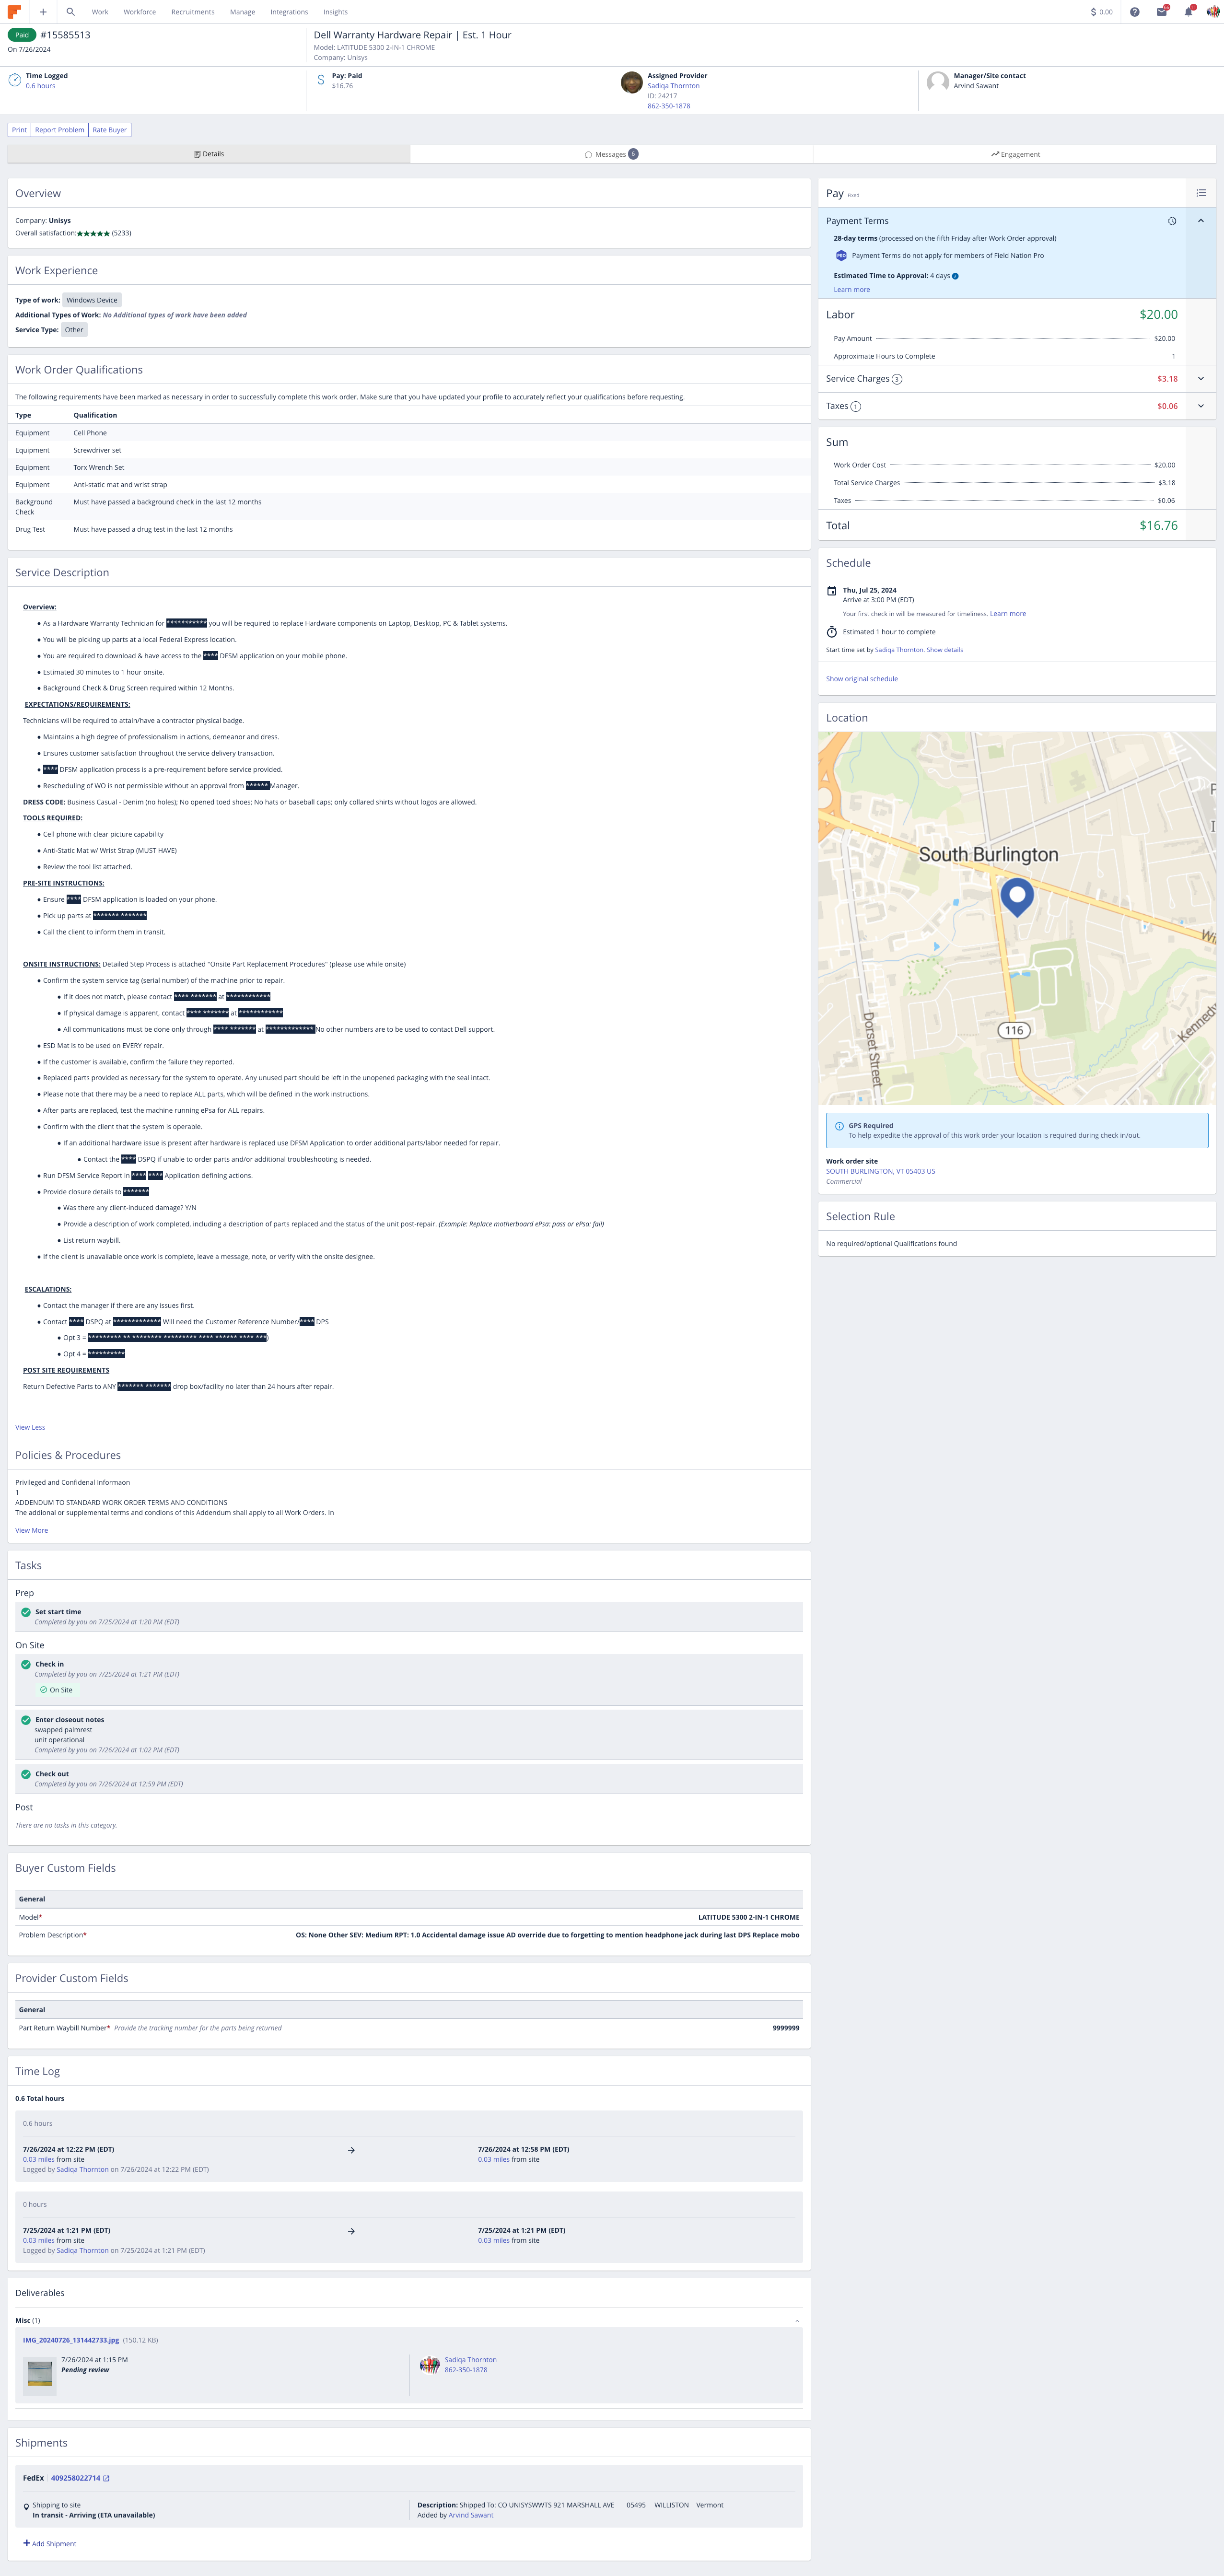 Work Workforce Recruitments Manage Integrations Insights
$ 0.00
Paid #15585513
On 7/26/2024
Dell Warranty Hardware Repair | Est. 1 Hour
Model: LATITUDE 5300 2-IN-1 CHROME
Company: Unisys
Time Logged
0.6 hours
Pay: Paid
$16.76
Assigned Provider
Sadiqa Thornton
ID: 24217
862-350-1878
Manager/Site contact
Arvind Sawant
Print Report Problem Rate Buyer
Details
Messages 6
Engagement
Overview
Company: Unisys
Overall satisfaction:★★★★★ (5233)
Work Experience
Type of work: Windows Device
Additional Types of Work: No Additional types of work have been added
Service Type: Other
Work Order Qualifications
The following requirements have been marked as necessary in order to successfully complete this work order. Make sure that you have updated your profile to accurately reflect your qualifications before requesting.
Type Qualification
Equipment Cell Phone
Equipment Screwdriver set
Equipment Torx Wrench Set
Equipment Anti-static mat and wrist strap
Background Check Must have passed a background check in the last 12 months
Drug Test Must have passed a drug test in the last 12 months
Service Description
Overview:
● As a Hardware Warranty Technician for *********** you will be required to replace Hardware components on Laptop, Desktop, PC & Tablet systems.
● You will be picking up parts at a local Federal Express location.
● You are required to download & have access to the **** DFSM application on your mobile phone.
● Estimated 30 minutes to 1 hour onsite.
● Background Check & Drug Screen required within 12 Months.
EXPECTATIONS/REQUIREMENTS:
Technicians will be required to attain/have a contractor physical badge.
● Maintains a high degree of professionalism in actions, demeanor and dress.
● Ensures customer satisfaction throughout the service delivery transaction.
● **** DFSM application process is a pre-requirement before service provided.
● Rescheduling of WO is not permissible without an approval from ****** Manager.
DRESS CODE: Business Casual - Denim (no holes); No opened toed shoes; No hats or baseball caps; only collared shirts without logos are allowed.
TOOLS REQUIRED:
● Cell phone with clear picture capability
● Anti-Static Mat w/ Wrist Strap (MUST HAVE)
● Review the tool list attached.
PRE-SITE INSTRUCTIONS:
● Ensure **** DFSM application is loaded on your phone.
● Pick up parts at ******* *******
● Call the client to inform them in transit.
ONSITE INSTRUCTIONS: Detailed Step Process is attached "Onsite Part Replacement Procedures" (please use while onsite)
● Confirm the system service tag (serial number) of the machine prior to repair.
● If it does not match, please contact **** ******* at ************
● If physical damage is apparent, contact **** ******* at ************
● All communications must be done only through **** ******* at ************* No other numbers are to be used to contact Dell support.
● ESD Mat is to be used on EVERY repair.
● If the customer is available, confirm the failure they reported.
● Replaced parts provided as necessary for the system to operate. Any unused part should be left in the unopened packaging with the seal intact.
● Please note that there may be a need to replace ALL parts, which will be defined in the work instructions.
● After parts are replaced, test the machine running ePsa for ALL repairs.
● Confirm with the client that the system is operable.
● If an additional hardware issue is present after hardware is replaced use DFSM Application to order additional parts/labor needed for repair.
● Contact the **** DSPQ if unable to order parts and/or additional troubleshooting is needed.
● Run DFSM Service Report in **** **** Application defining actions.
● Provide closure details to *******
● Was there any client-induced damage? Y/N
● Provide a description of work completed, including a description of parts replaced and the status of the unit post-repair. (Example: Replace motherboard ePsa: pass or ePsa: fail)
● List return waybill.
● If the client is unavailable once work is complete, leave a message, note, or verify with the onsite designee.
ESCALATIONS:
● Contact the manager if there are any issues first.
● Contact **** DSPQ at ************* Will need the Customer Reference Number/**** DPS
● Opt 3 = ********* ** ******** ********* **** ****** **** ***)
● Opt 4 = **********
POST SITE REQUIREMENTS
Return Defective Parts to ANY ******* ******* drop box/facility no later than 24 hours after repair.
View Less
Policies & Procedures
Privileged and Confidenal Informaon
1
ADDENDUM TO STANDARD WORK ORDER TERMS AND CONDITIONS
The addional or supplemental terms and condions of this Addendum shall apply to all Work Orders. In
View More
Tasks
Prep
Set start time
Completed by you on 7/25/2024 at 1:20 PM (EDT)
On Site
Check in
Completed by you on 7/25/2024 at 1:21 PM (EDT)
On Site
Enter closeout notes
swapped palmrest
unit operational
Completed by you on 7/26/2024 at 1:02 PM (EDT)
Check out
Completed by you on 7/26/2024 at 12:59 PM (EDT)
Post
There are no tasks in this category.
Buyer Custom Fields
General
Model* LATITUDE 5300 2-IN-1 CHROME
Problem Description* OS: None Other SEV: Medium RPT: 1.0 Accidental damage issue AD override due to forgetting to mention headphone jack during last DPS Replace mobo
Provider Custom Fields
General
Part Return Waybill Number* Provide the tracking number for the parts being returned 9999999
Time Log
0.6 Total hours
0.6 hours
7/26/2024 at 12:22 PM (EDT) → 7/26/2024 at 12:58 PM (EDT)
0.03 miles from site 0.03 miles from site
Logged by Sadiqa Thornton on 7/26/2024 at 12:22 PM (EDT)
0 hours
7/25/2024 at 1:21 PM (EDT) → 7/25/2024 at 1:21 PM (EDT)
0.03 miles from site 0.03 miles from site
Logged by Sadiqa Thornton on 7/25/2024 at 1:21 PM (EDT)
Deliverables
Misc (1)
IMG_20240726_131442733.jpg (150.12 KB)
7/26/2024 at 1:15 PM
Pending review
Sadiqa Thornton
862-350-1878
Shipments
FedEx 409258022714
Shipping to site
In transit - Arriving (ETA unavailable)
Description: Shipped To: CO UNISYSWWTS 921 MARSHALL AVE 05495 WILLISTON Vermont
Added by Arvind Sawant
+ Add Shipment
Pay Fixed
Payment Terms
28-day terms (processed on the fifth Friday after Work Order approval)
PRO Payment Terms do not apply for members of Field Nation Pro
Estimated Time to Approval: 4 days
Learn more
Labor $20.00
Pay Amount $20.00
Approximate Hours to Complete 1
Service Charges 3 $3.18
Taxes 1 $0.06
Sum
Work Order Cost $20.00
Total Service Charges $3.18
Taxes $0.06
Total $16.76
Schedule
Thu, Jul 25, 2024
Arrive at 3:00 PM (EDT)
Your first check in will be measured for timeliness. Learn more
Estimated 1 hour to complete
Start time set by Sadiqa Thornton. Show details
Show original schedule
Location
South Burlington
116
Dorset Street
GPS Required
To help expedite the approval of this work order your location is required during check in/out.
Work order site
SOUTH BURLINGTON, VT 05403 US
Commercial
Selection Rule
No required/optional Qualifications found